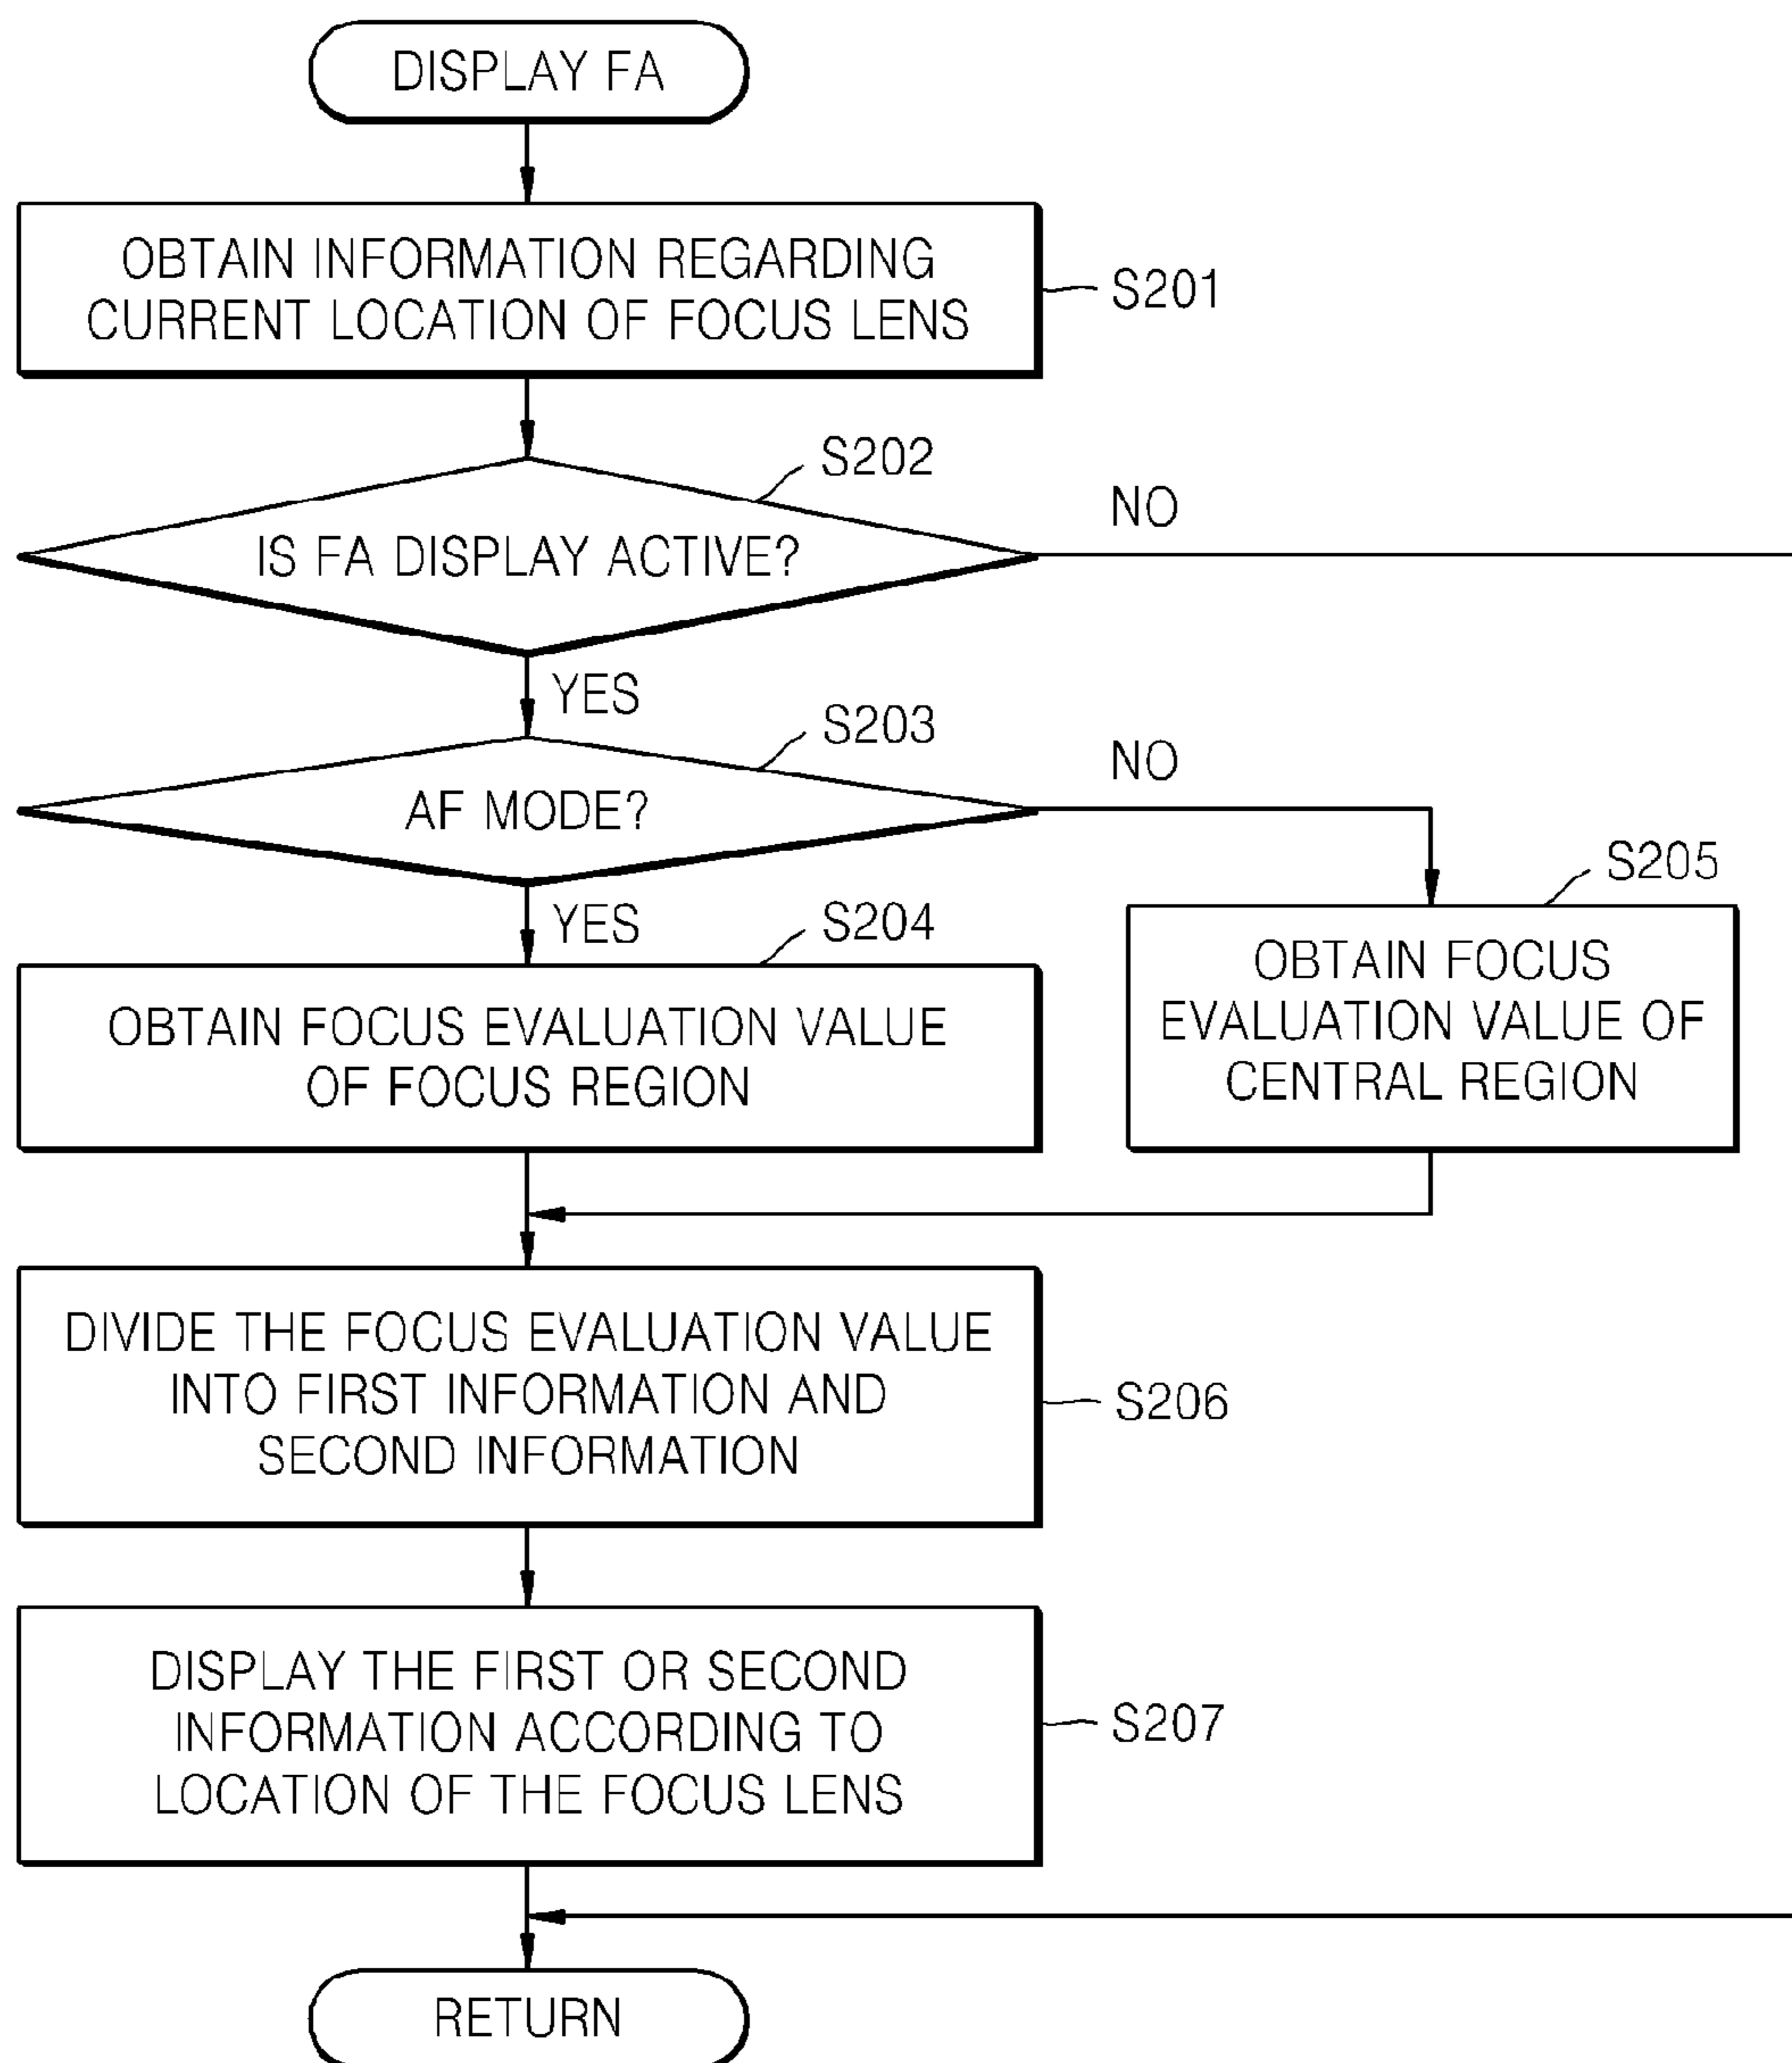 DISPLAY FA
OBTAIN INFORMATION REGARDING
CURRENT LOCATION OF FOCUS LENS
S201
S202
IS FA DISPLAY ACTIVE?
NO
YES
S203
AF MODE?
NO
YES
S204
OBTAIN FOCUS EVALUATION VALUE
OF FOCUS REGION
S205
OBTAIN FOCUS
EVALUATION VALUE OF
CENTRAL REGION
DIVIDE THE FOCUS EVALUATION VALUE
INTO FIRST INFORMATION AND
SECOND INFORMATION
S206
DISPLAY THE FIRST OR SECOND
INFORMATION ACCORDING TO
LOCATION OF THE FOCUS LENS
S207
RETURN